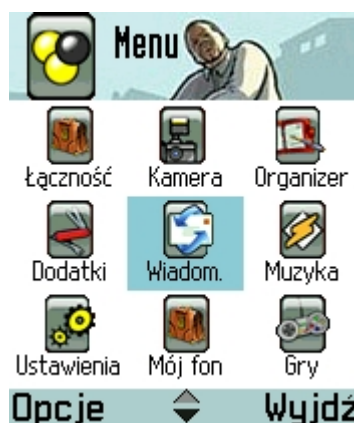 Menu
Łączność Kamera Organizer
Dodatki Wiadom. Muzyka
Ustawienia Mój fon Gry
Opcje Wyjdź